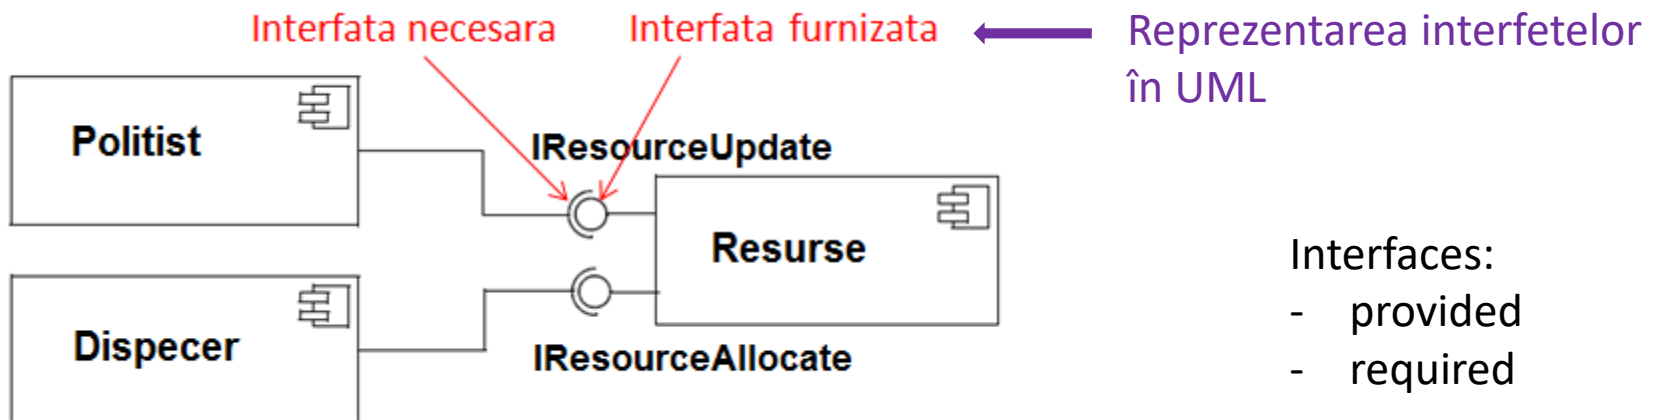 Interfata necesara
Interfata furnizata
Reprezentarea interfetelor
în UML
Politist
IResourceUpdate
Resurse
Interfaces:
- provided
- required
Dispecer
IResourceAllocate